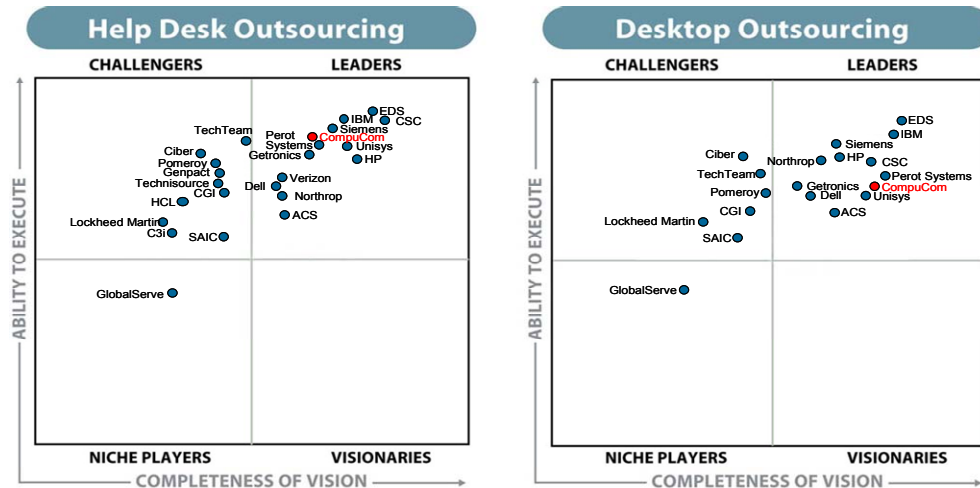 Help Desk Outsourcing
CHALLENGERS
LEADERS
EDS
IBM
CSC
Siemens
TechTeam
Perot
Systems
CompuCom
Unisys
Getronics
HP
Ciber
Pomeroy
Genpact
Technisource
CGI
HCL
Verizon
Dell
Northrop
ACS
Lockheed Martin
C3i
SAIC
GlobalServe
ABILITY TO EXECUTE
NICHE PLAYERS
VISIONARIES
COMPLETENESS OF VISION
Desktop Outsourcing
CHALLENGERS
LEADERS
EDS
IBM
Siemens
Ciber
Northrop
HP
CSC
TechTeam
Perot Systems
Getronics
CompuCom
Pomeroy
Dell
Unisys
CGI
ACS
Lockheed Martin
SAIC
GlobalServe
ABILITY TO EXECUTE
NICHE PLAYERS
VISIONARIES
COMPLETENESS OF VISION